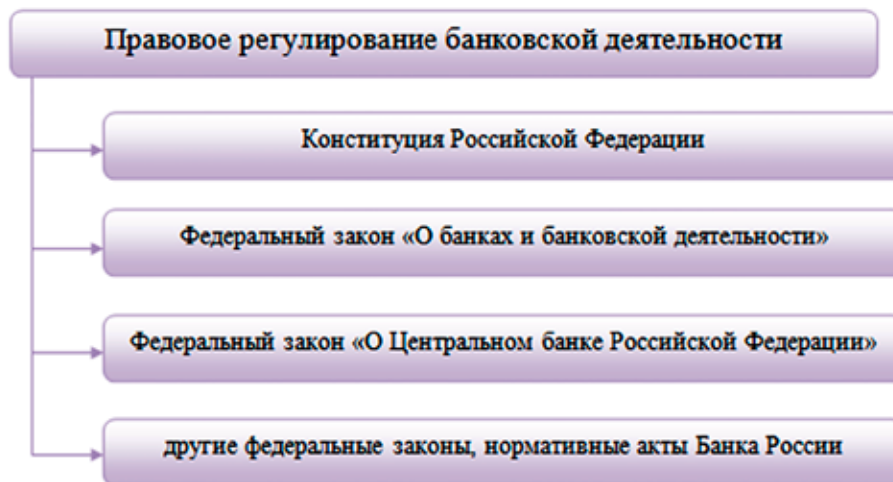 Правовое регулирование банковской деятельности
Конституция Российской Федерации
Федеральный закон «О банках и банковской деятельности»
Федеральный закон «О Центральном банке Российской Федерации»
другие федеральные законы, нормативные акты Банка России